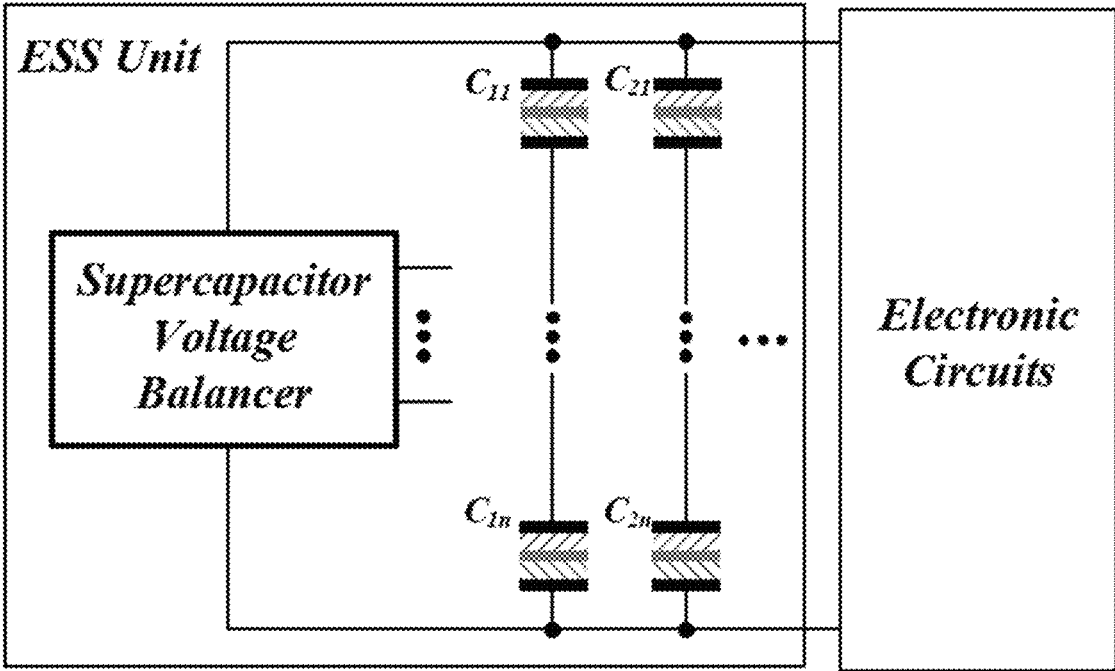 ESS Unit
C11
C21
Supercapacitor
Voltage
Balancer
Electronic
Circuits
C1n
C2n